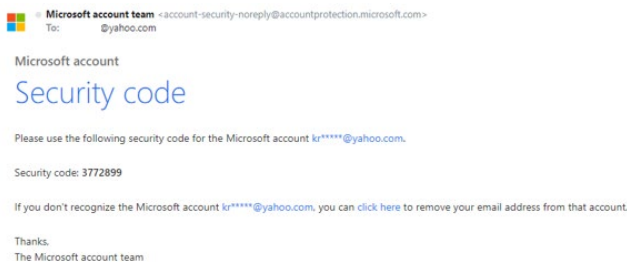 Microsoft account team <account-security-noreply@accountprotection.microsoft.com>
To: @yahoo.com
Microsoft account
Security code
Please use the following security code for the Microsoft account kr*****@yahoo.com.
Security code: 3772899
If you don't recognize the Microsoft account kr*****@yahoo.com, you can click here to remove your email address from that account.
Thanks,
The Microsoft account team